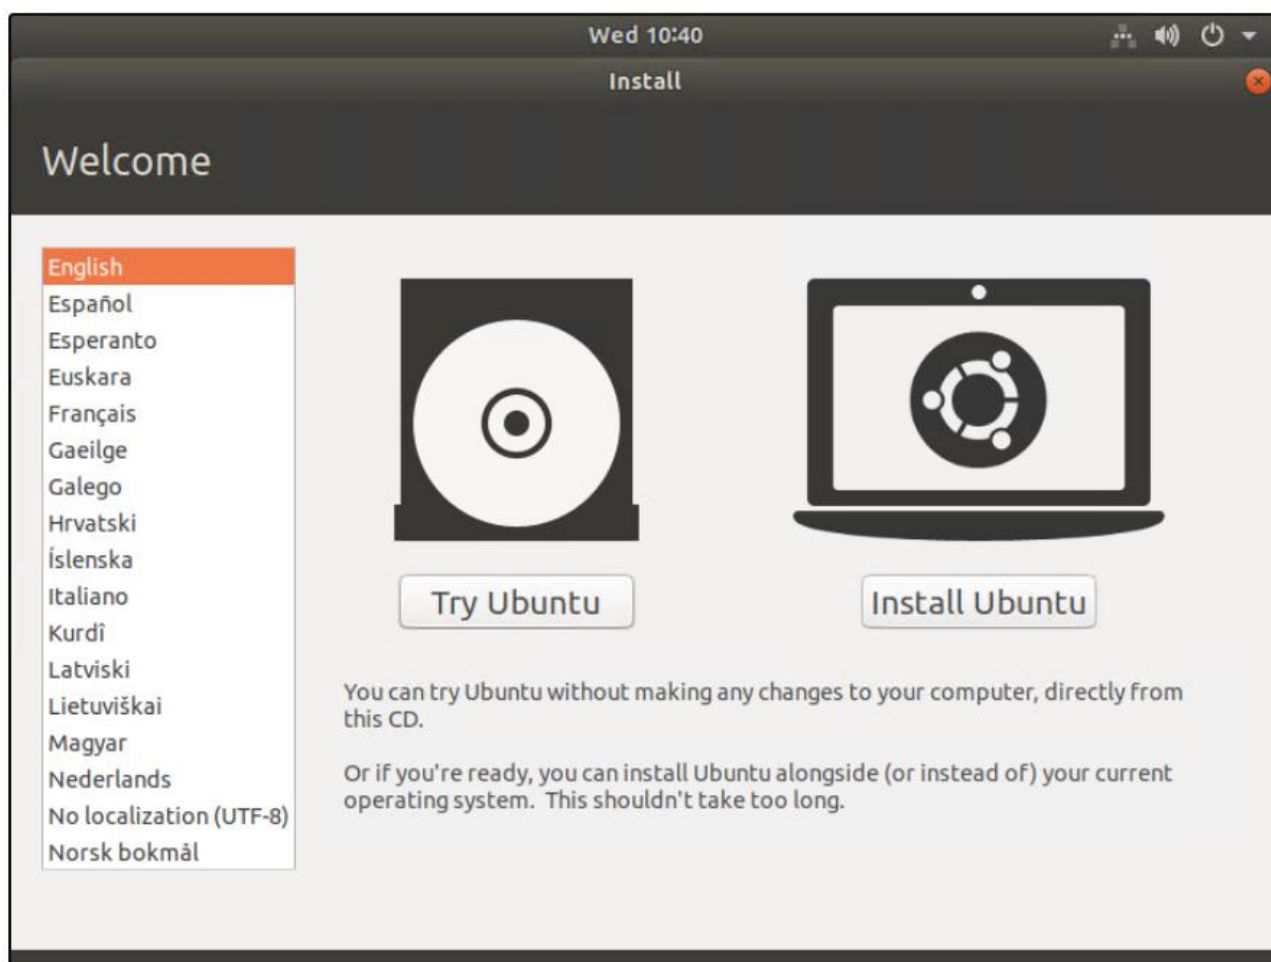 Wed 10:40
Install
Welcome
English
Español
Esperanto
Euskara
Français
Gaeilge
Galego
Hrvatski
Íslenska
Italiano
Kurdî
Latviski
Lietuviškai
Magyar
Nederlands
No localization (UTF-8)
Norsk bokmål
Try Ubuntu
Install Ubuntu
You can try Ubuntu without making any changes to your computer, directly from
this CD.
Or if you're ready, you can install Ubuntu alongside (or instead of) your current
operating system.  This shouldn't take too long.